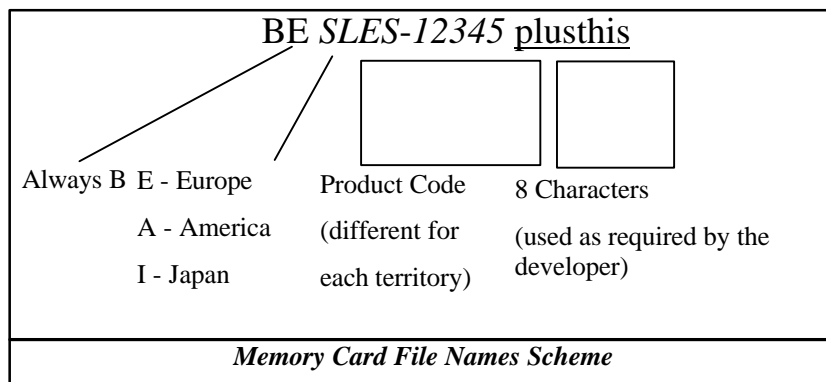 BE SLES-12345 plusthis
Always B E - Europe Product Code 8 Characters
A - America (different for (used as required by the
I - Japan each territory) developer)
Memory Card File Names Scheme